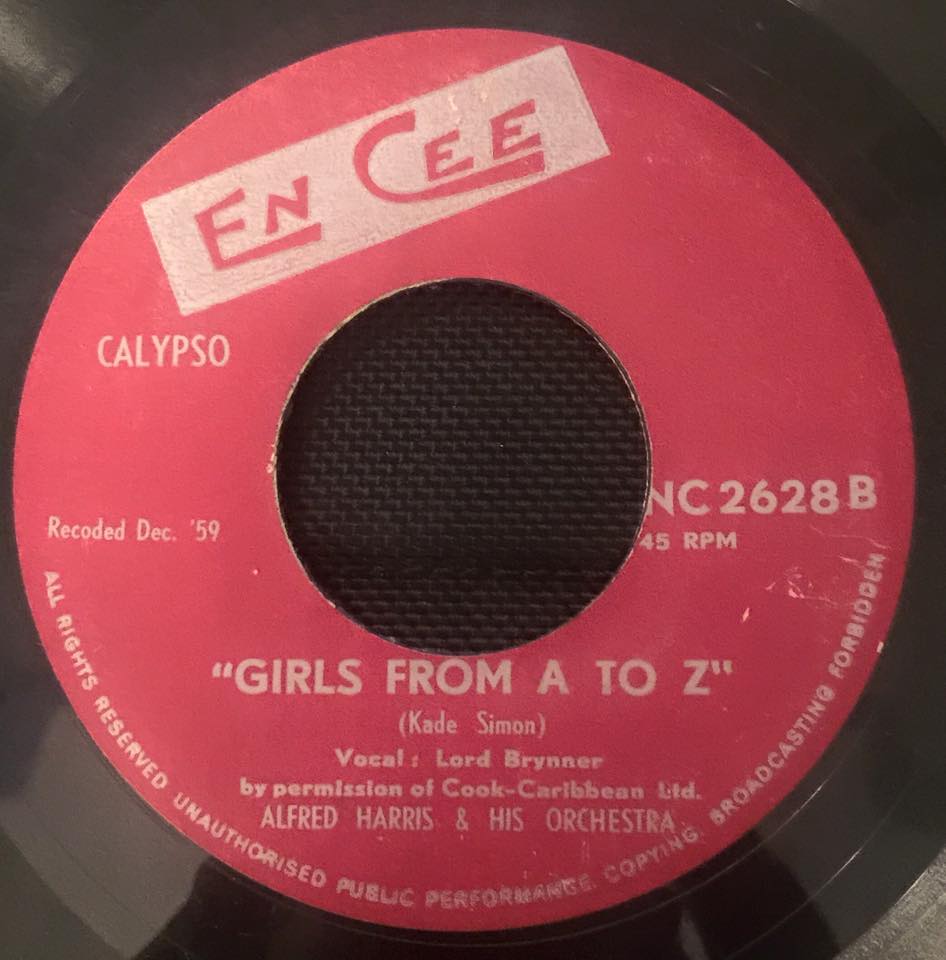 En Cee
CALYPSO
NC 2628 B
Recoded Dec. '59
45 RPM
"GIRLS FROM A TO Z"
(Kade Simon)
Vocal: Lord Brynner
by permission of Cook-Caribbean Ltd.
ALFRED HARRIS & HIS ORCHESTRA
ALL RIGHTS RESERVED UNAUTHORISED PUBLIC PERFORMANCE. COPYING. BROADCASTING FORBIDDEN